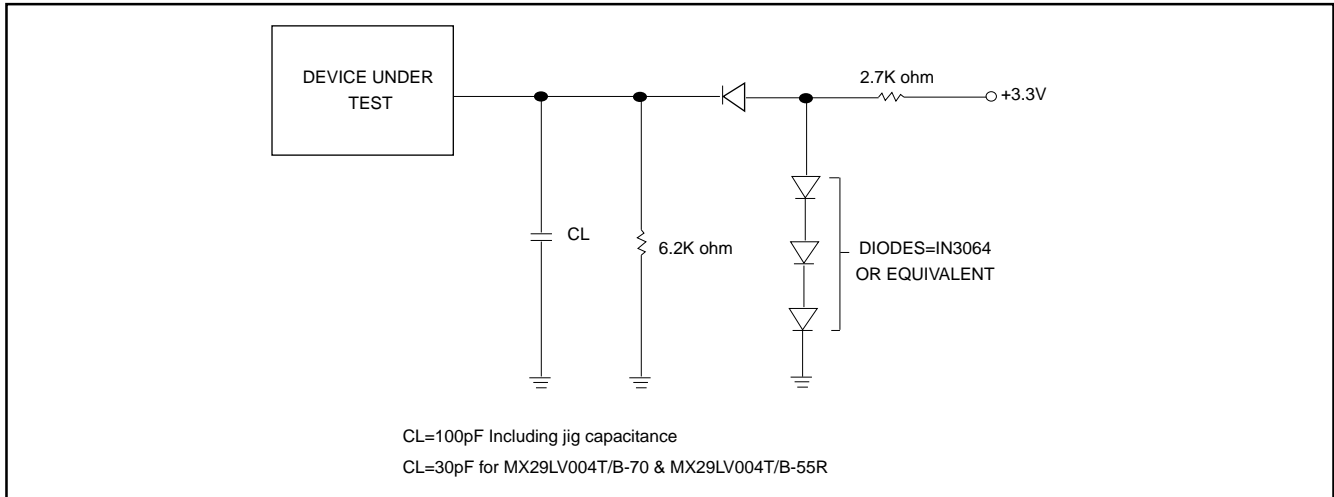 DEVICE UNDER
TEST
2.7K ohm
+3.3V
CL
6.2K ohm
DIODES=IN3064
OR EQUIVALENT
CL=100pF Including jig capacitance
CL=30pF for MX29LV004T/B-70 & MX29LV004T/B-55R